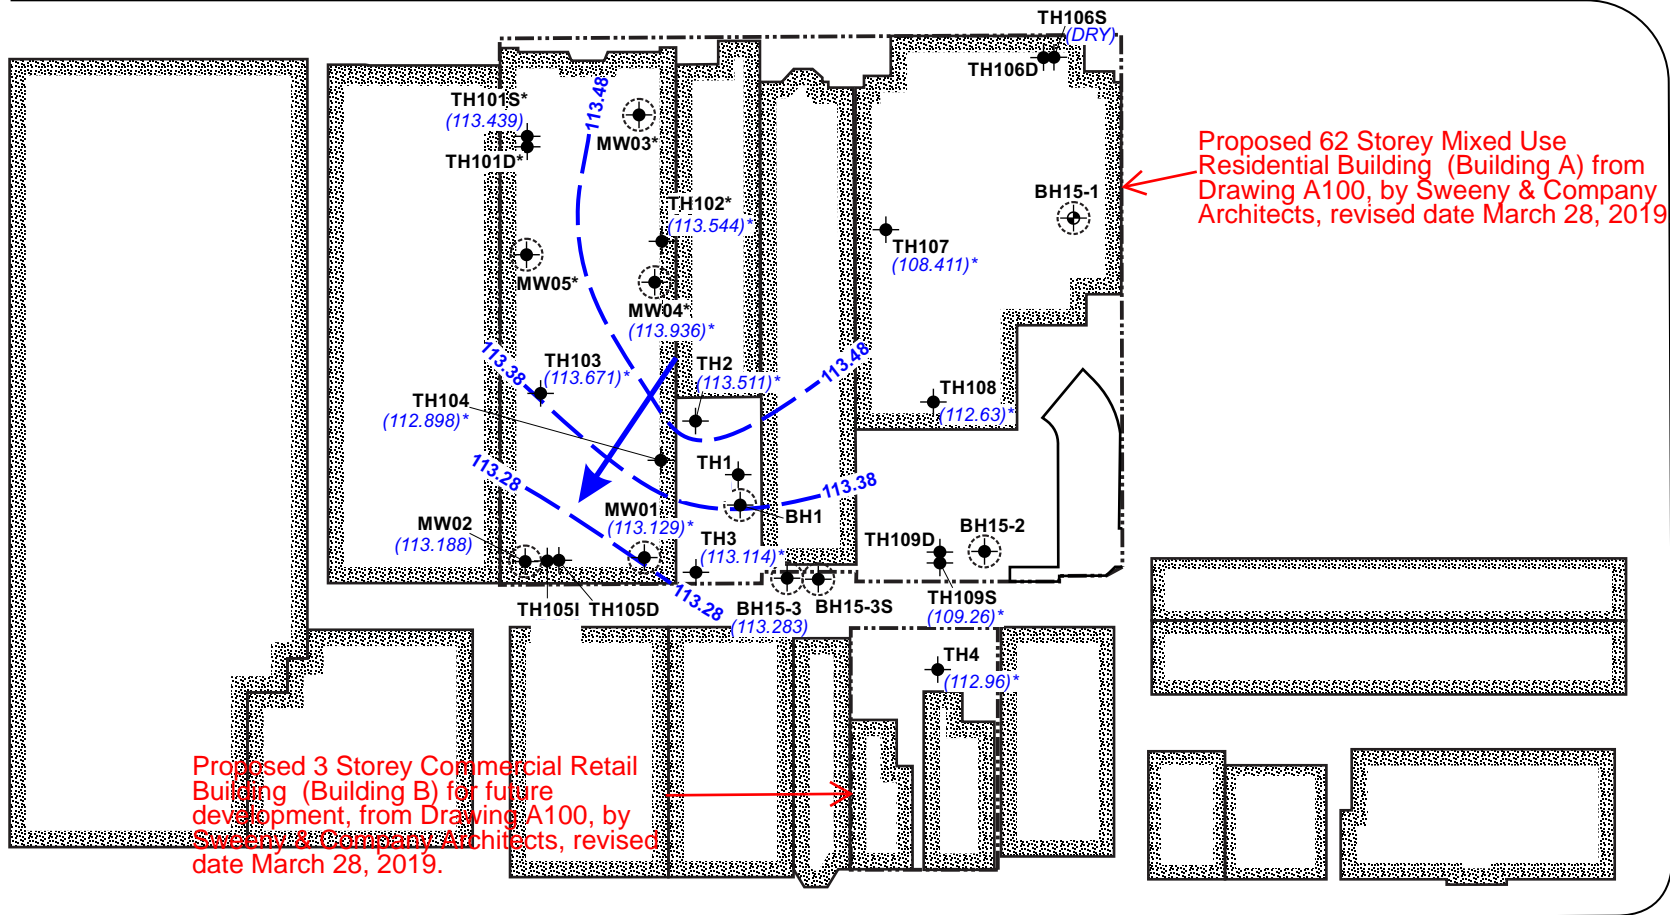 TH106S
(DRY)
TH106D
TH101S*
(113.439)
TH101D*
113.48
MW03*
Proposed 62 Storey Mixed Use
Residential Building (Building A) from
Drawing A100, by Sweeny & Company
Architects, revised date March 28, 2019
BH15-1
TH102*
(113.544)*
TH107
(108.411)*
MW05*
MW04*
(113.936)*
113.38
TH103
(113.671)*
TH2
(113.511)*
113.48
TH104
(112.898)*
TH108
(112.63)*
113.28
TH1
113.38
MW02
(113.188)
MW01
(113.129)*
BH1
TH3
(113.114)*
TH109D
BH15-2
TH105I
TH105D
113.28
BH15-3
(113.283)
BH15-3S
TH109S
(109.26)*
TH4
(112.96)*
Proposed 3 Storey Commercial Retail
Building (Building B) for future
development, from Drawing A100, by
Sweeny & Company Architects, revised
date March 28, 2019.